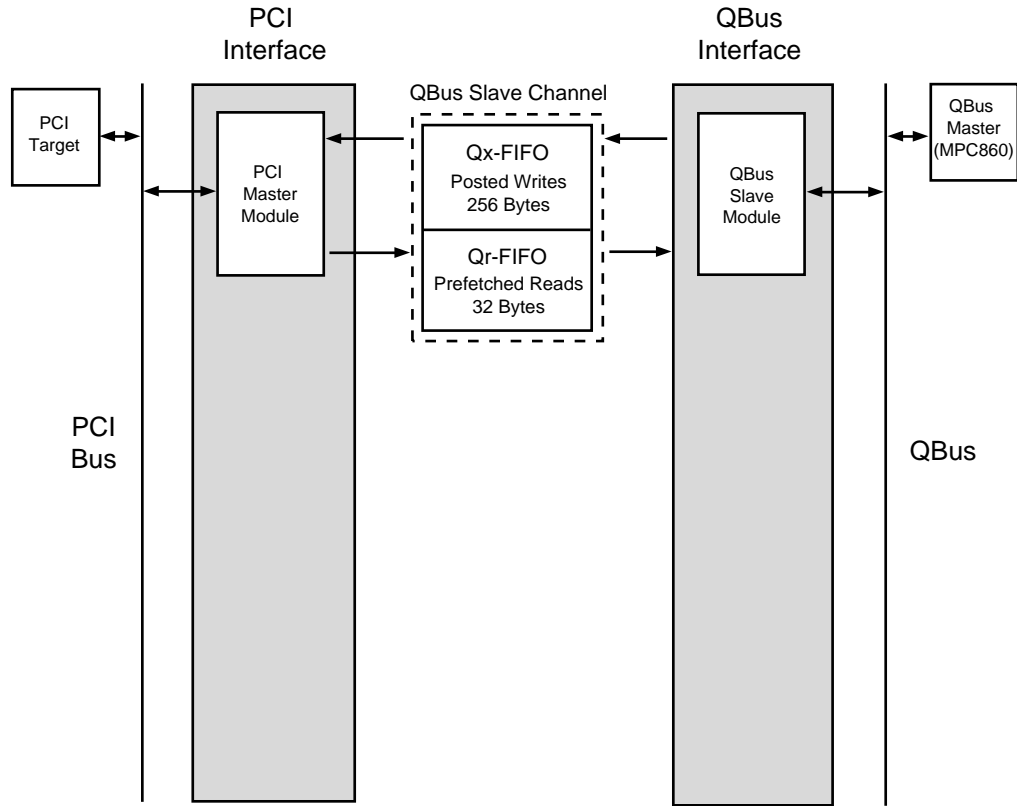 PCI
Interface
QBus
Interface
QBus Slave Channel
PCI
Target
PCI
Master
Module
Qx-FIFO
Posted Writes
256 Bytes
Qr-FIFO
Prefetched Reads
32 Bytes
QBus
Slave
Module
QBus
Master
(MPC860)
PCI
Bus
QBus